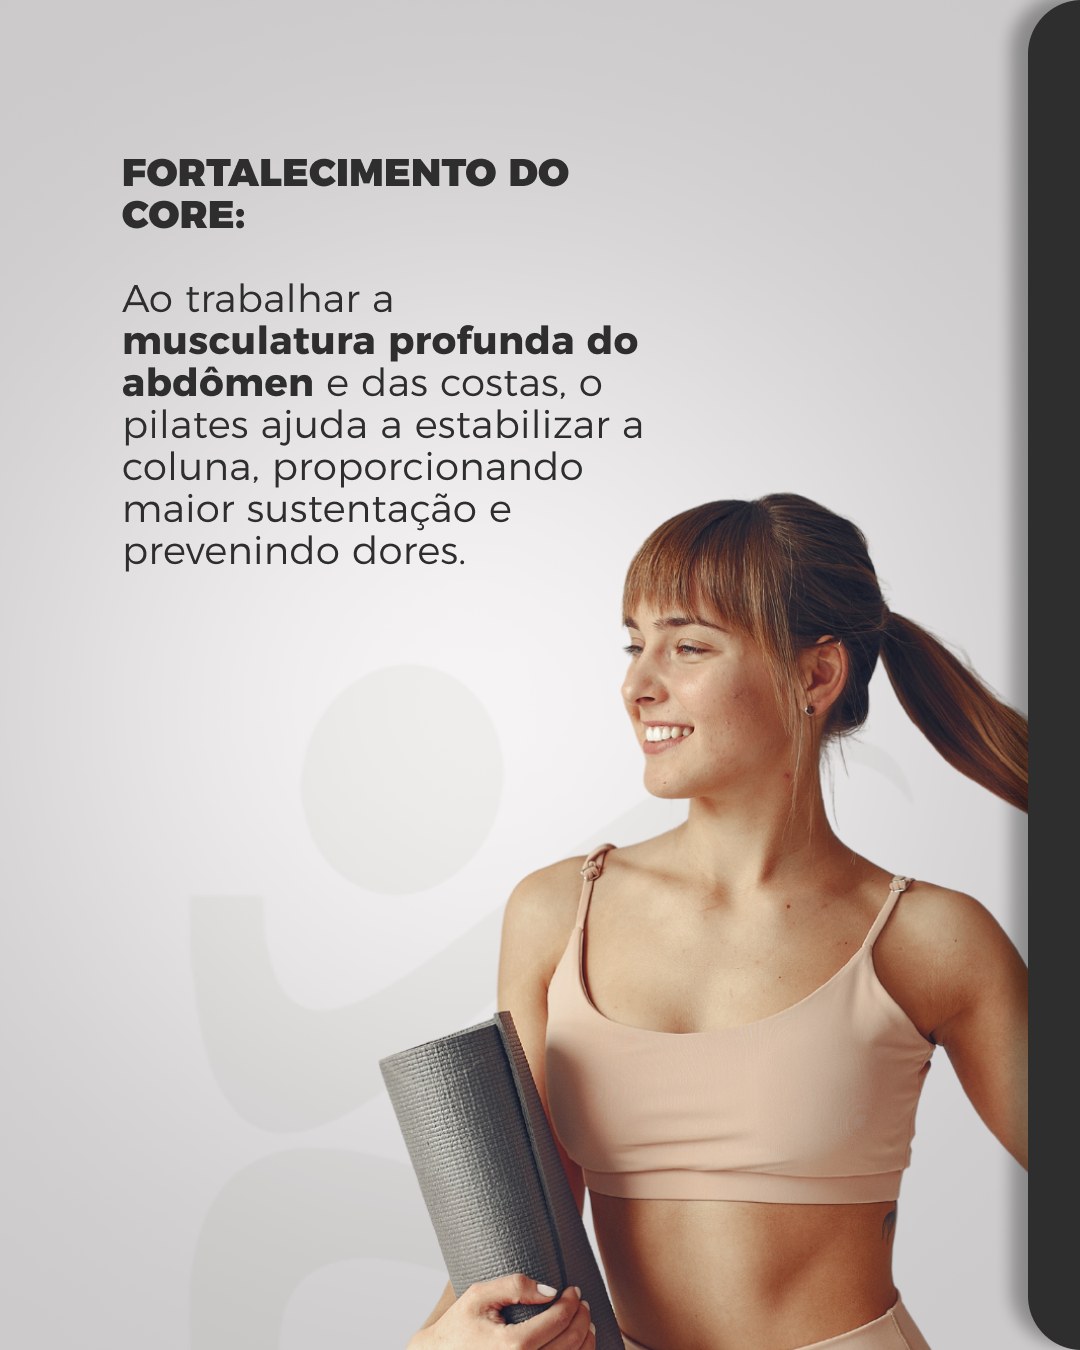 FORTALECIMENTO DO
CORE:
Ao trabalhar a
musculatura profunda do
abdômen e das costas, o
pilates ajuda a estabilizar a
coluna, proporcionando
maior sustentação e
prevenindo dores.